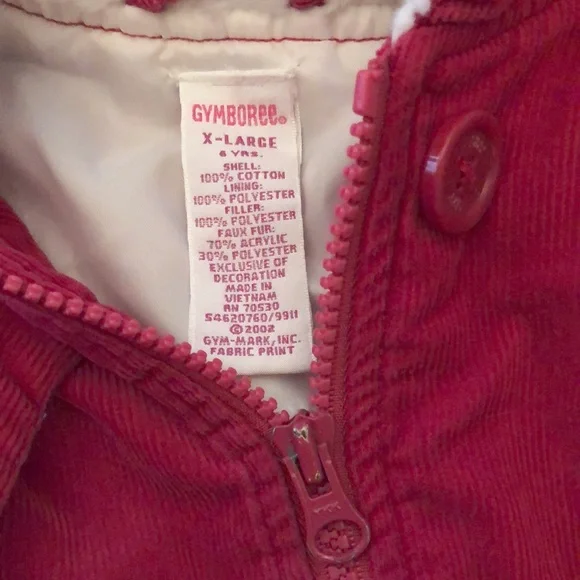 GYMBOREE®
X-LARGE
6 YRS.
SHELL:
100% COTTON
LINING:
100% POLYESTER
FILLER:
100% POLYESTER
FAUX FUR:
70% ACRYLIC
30% POLYESTER
EXCLUSIVE OF
DECORATION
MADE IN
VIETNAM
RN 70530
54620760/9911
©2002
GYM-MARK, INC.
FABRIC PRINT